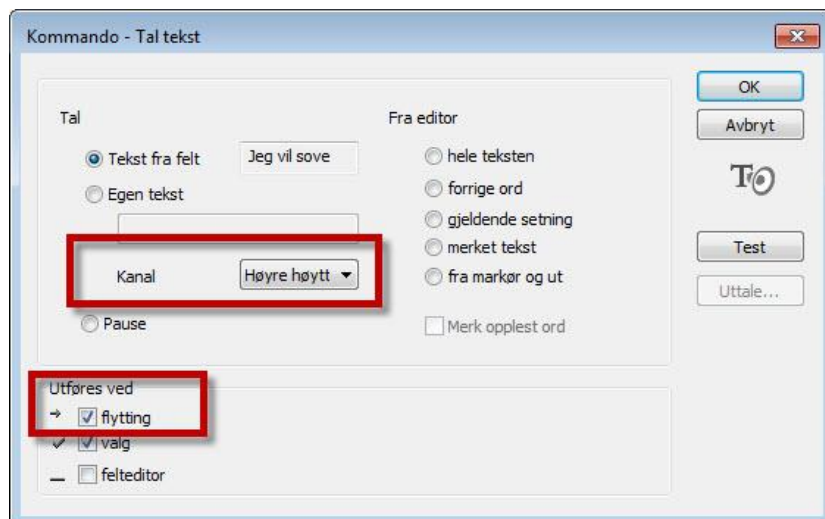 Kommando - Tal tekst
OK
Avbryt
Tal
Fra editor
Tekst fra felt
Jeg vil sove
hele teksten
Egen tekst
forrige ord
gjeldende setning
merket tekst
Kanal
Høyre høytt
fra markør og ut
Test
Uttale...
Pause
Merk opplest ord
Utføres ved
flytting
valg
felteditor